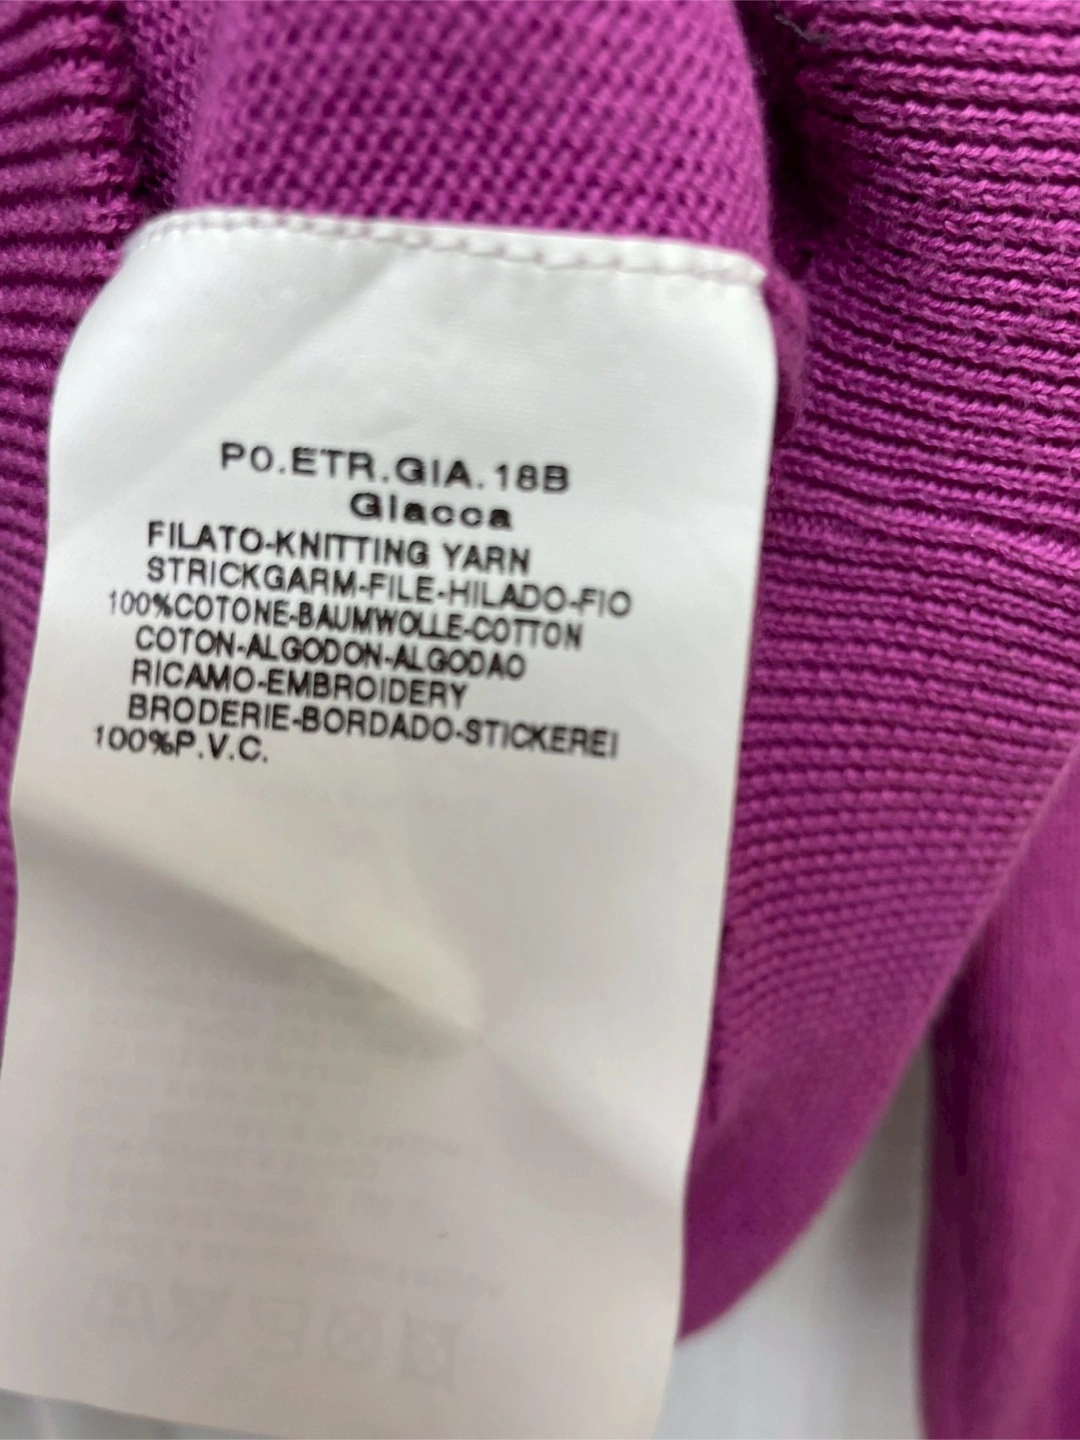 PO.ETR.GIA.18B
Giacca
FILATO-KNITTING YARN
STRICKGARM-FILE-HILADO-FIO
100%COTONE-BAUMWOLLE-COTTON
COTON-ALGODON-ALGODAO
RICAMO-EMBROIDERY
BRODERIE-BORDADO-STICKEREI
100%P.V.C.